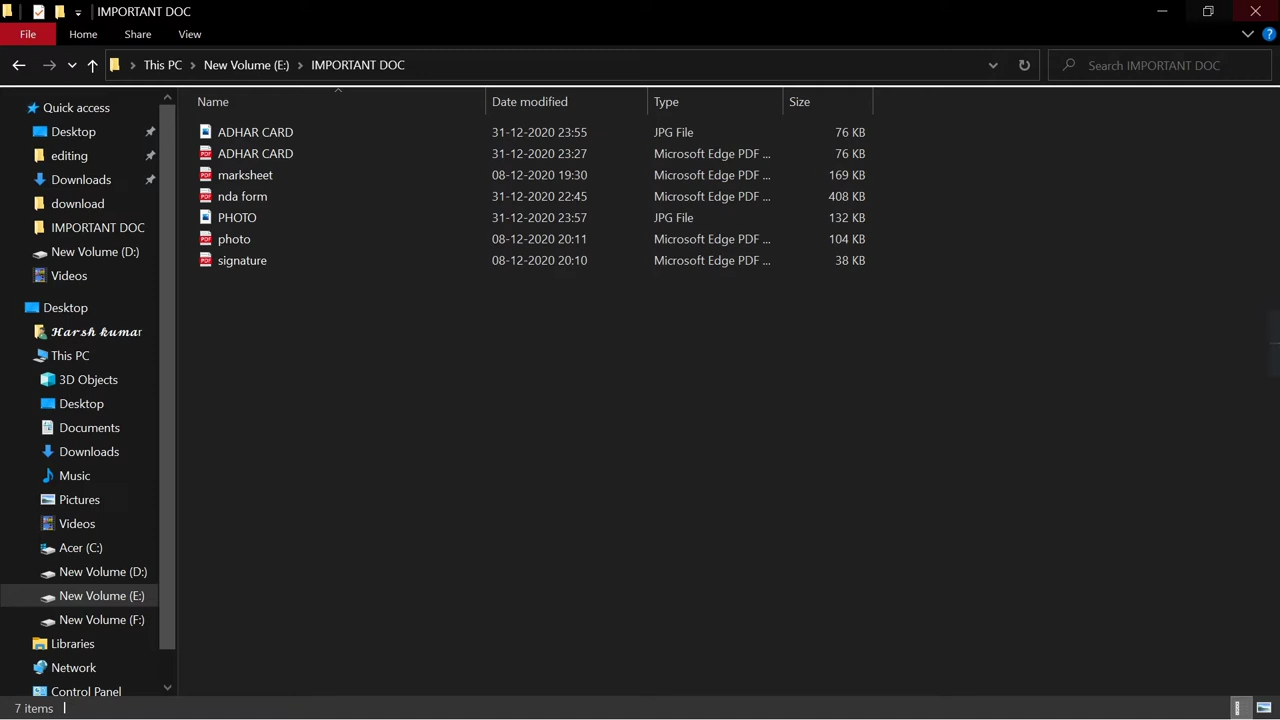 IMPORTANT DOC
File Home Share View
This PC New Volume (E:) IMPORTANT DOC Search IMPORTANT DOC
Name Date modified Type Size
ADHAR CARD 31-12-2020 23:55 JPG File 76 KB
ADHAR CARD 31-12-2020 23:27 Microsoft Edge PDF ... 76 KB
marksheet 08-12-2020 19:30 Microsoft Edge PDF ... 169 KB
nda form 31-12-2020 22:45 Microsoft Edge PDF ... 408 KB
PHOTO 31-12-2020 23:57 JPG File 132 KB
photo 08-12-2020 20:11 Microsoft Edge PDF ... 104 KB
signature 08-12-2020 20:10 Microsoft Edge PDF ... 38 KB
Quick access
Desktop
editing
Downloads
download
IMPORTANT DOC
New Volume (D:)
Videos
Desktop
𝓗𝓪𝓻𝓼𝓱 𝓴𝓾𝓶𝓪𝓻
This PC
3D Objects
Desktop
Documents
Downloads
Music
Pictures
Videos
Acer (C:)
New Volume (D:)
New Volume (E:)
New Volume (F:)
Libraries
Network
Control Panel
7 items